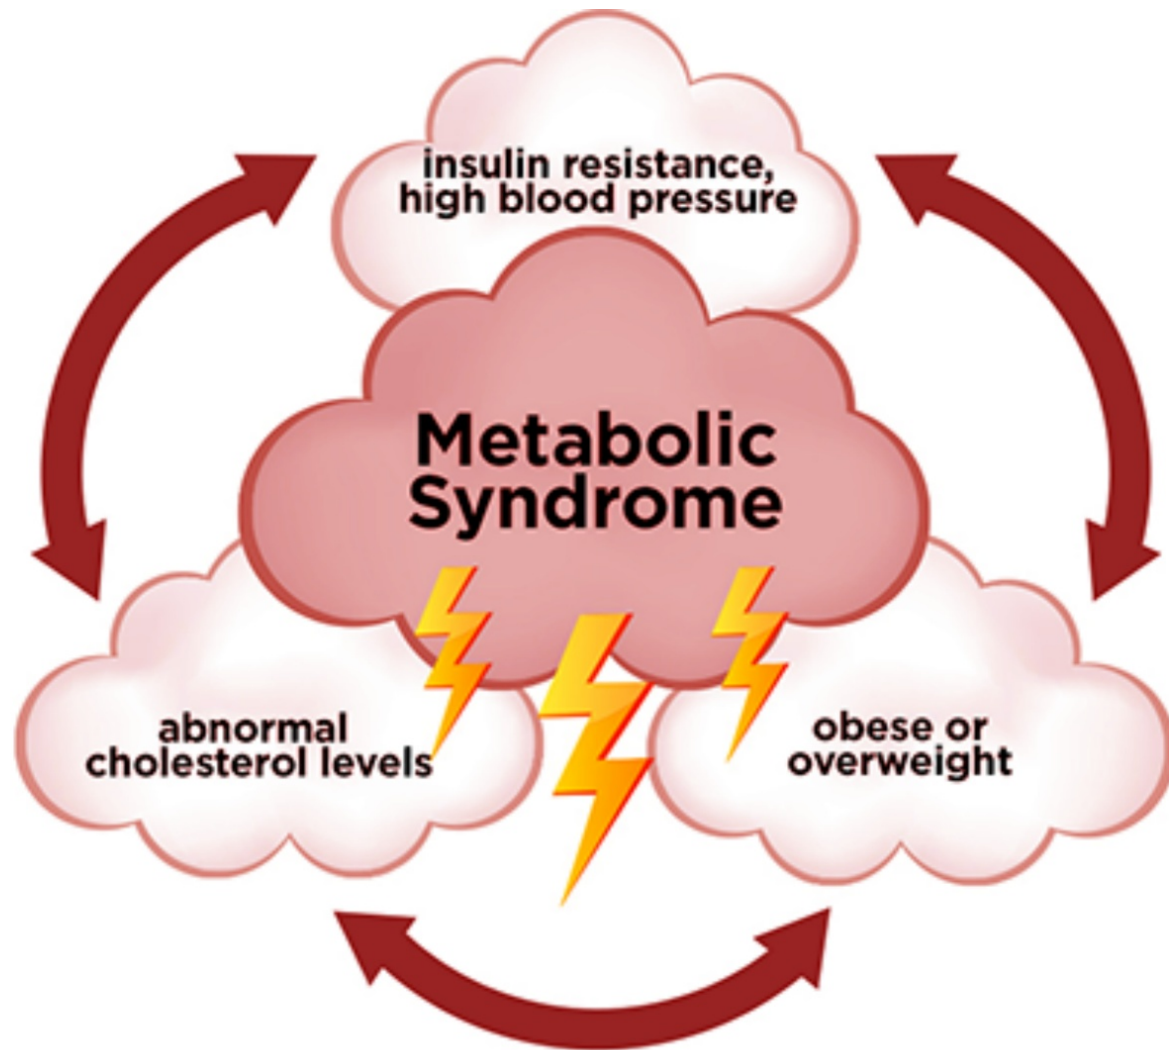 insulin resistance,
high blood pressure
Metabolic
Syndrome
abnormal
cholesterol levels
obese or
overweight